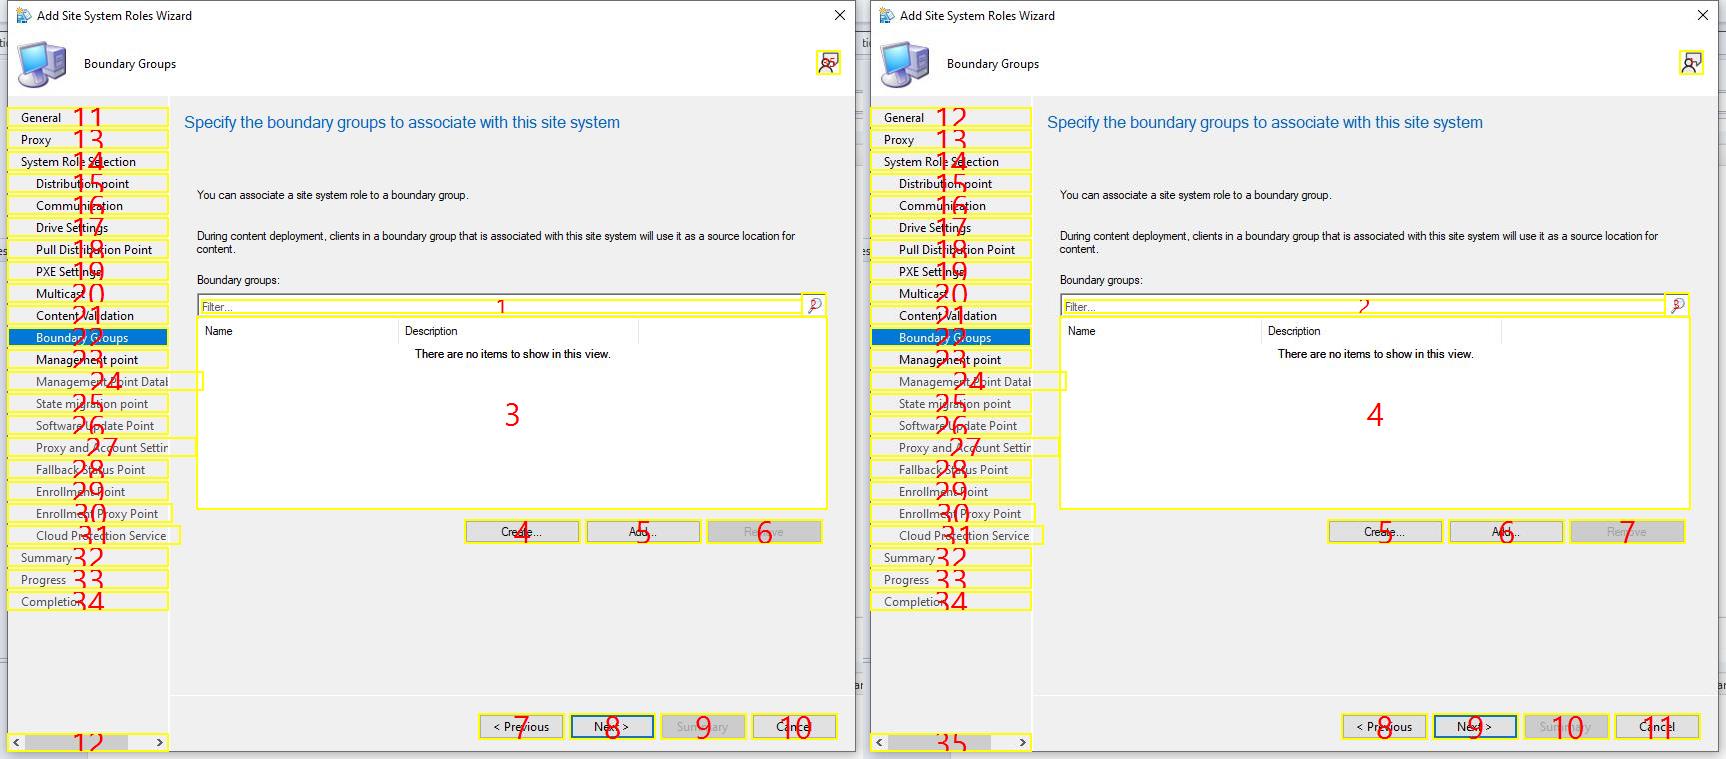 Add Site System Roles Wizard
Boundary Groups
35
General 11
Proxy 13
System Role Selection 14
Distribution point 15
Communication 16
Drive Settings 17
Pull Distribution Point 18
PXE Settings 19
Multicast 20
Content Validation 21
Boundary Groups 22
Management point 23
Management Point Datab 24
State migration point 25
Software Update Point 26
Proxy and Account Settin 27
Fallback Status Point 28
Enrollment Point 29
Enrollment Proxy Point 30
Cloud Protection Service 31
Summary 32
Progress 33
Completion 34
12
Specify the boundary groups to associate with this site system
You can associate a site system role to a boundary group.
During content deployment, clients in a boundary group that is associated with this site system will use it as a source location for
content.
Boundary groups:
Filter... 1 2
Name Description
There are no items to show in this view.
3
Create... 4 Add... 5 Remove 6
< Previous 7 Next > 8 Summary 9 Cancel 10
Add Site System Roles Wizard
Boundary Groups
1
General 12
Proxy 13
System Role Selection 14
Distribution point 15
Communication 16
Drive Settings 17
Pull Distribution Point 18
PXE Settings 19
Multicast 20
Content Validation 21
Boundary Groups 22
Management point 23
Management Point Datab 24
State migration point 25
Software Update Point 26
Proxy and Account Settin 27
Fallback Status Point 28
Enrollment Point 29
Enrollment Proxy Point 30
Cloud Protection Service 31
Summary 32
Progress 33
Completion 34
35
Specify the boundary groups to associate with this site system
You can associate a site system role to a boundary group.
During content deployment, clients in a boundary group that is associated with this site system will use it as a source location for
content.
Boundary groups:
Filter... 2 3
Name Description
There are no items to show in this view.
4
Create... 5 Add... 6 Remove 7
< Previous 8 Next > 9 Summary 10 Cancel 11